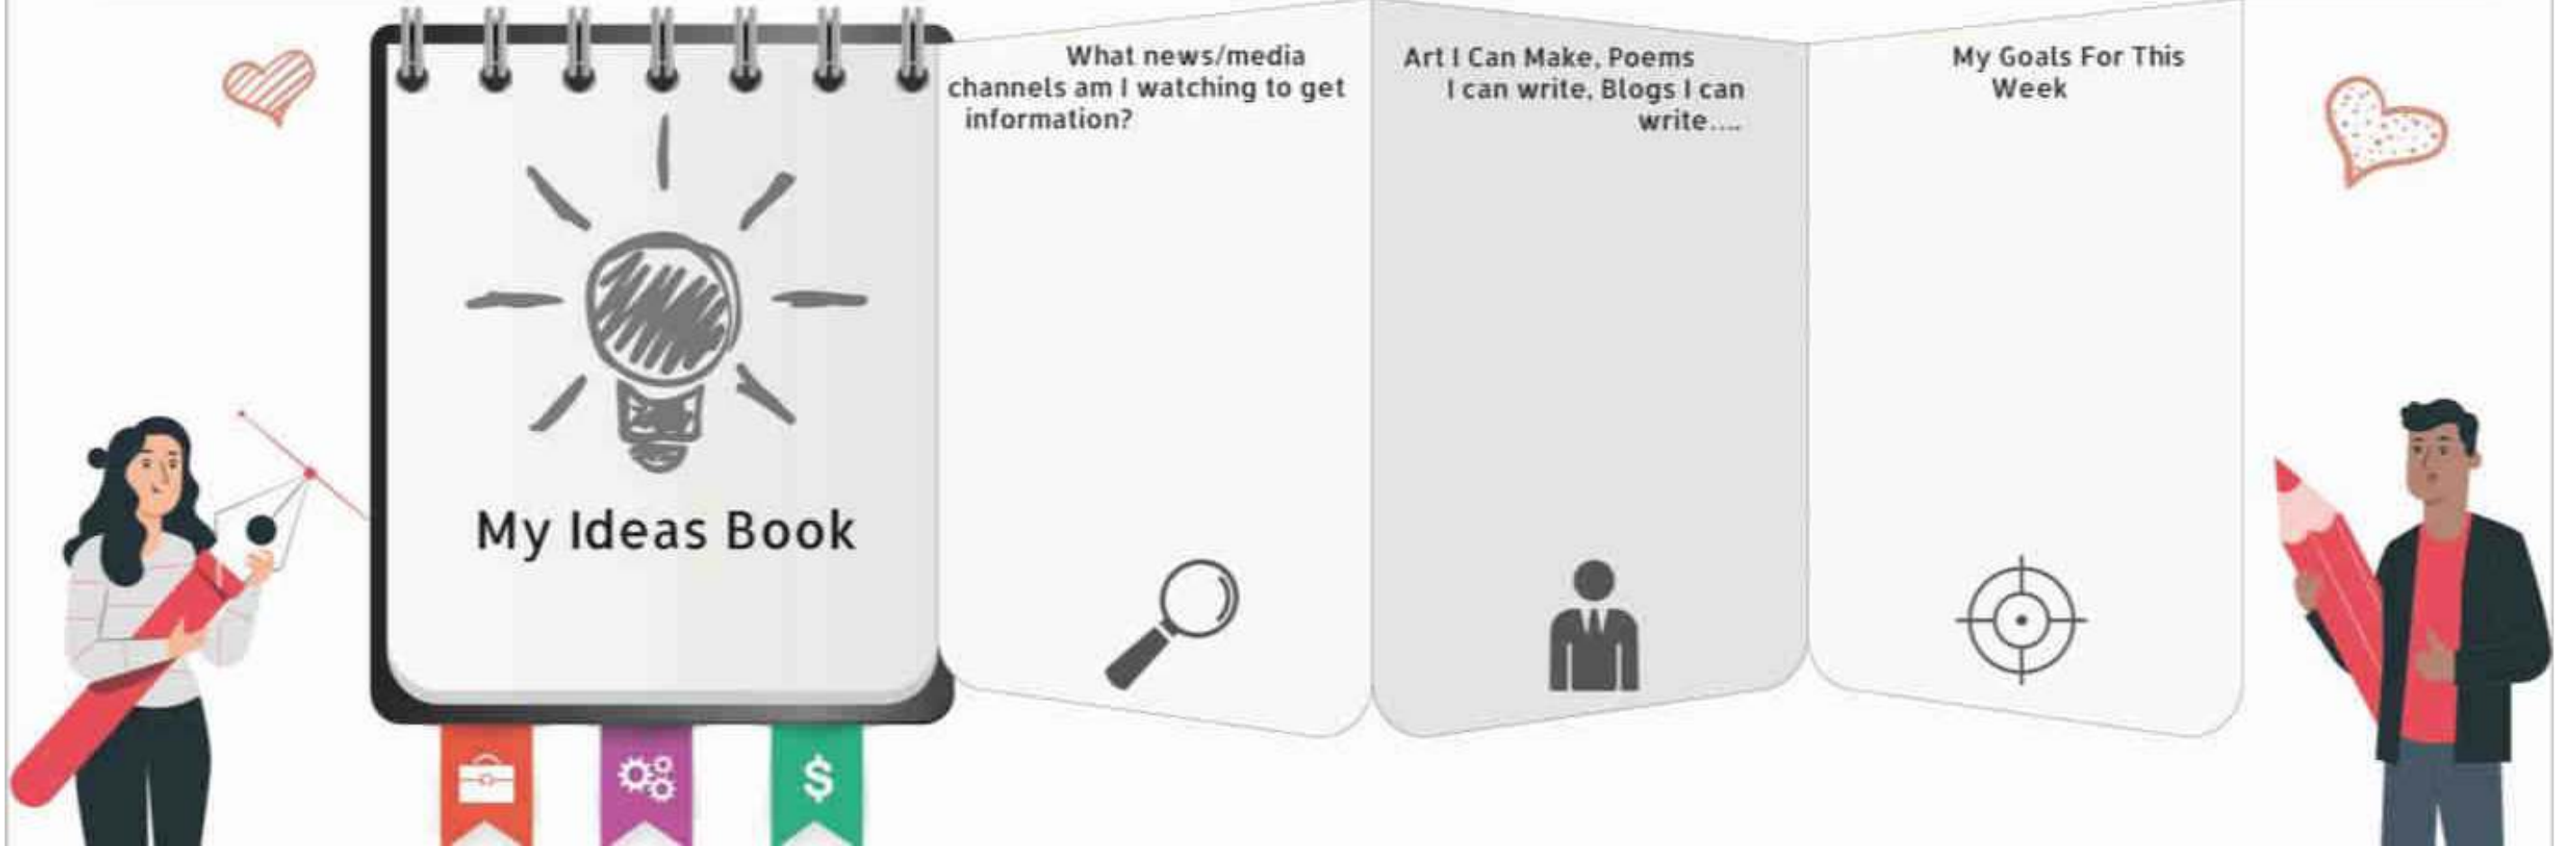 My Ideas Book
What news/media
channels am I watching to get
information?
Art I Can Make, Poems
I can write, Blogs I can
write....
My Goals For This
Week
$